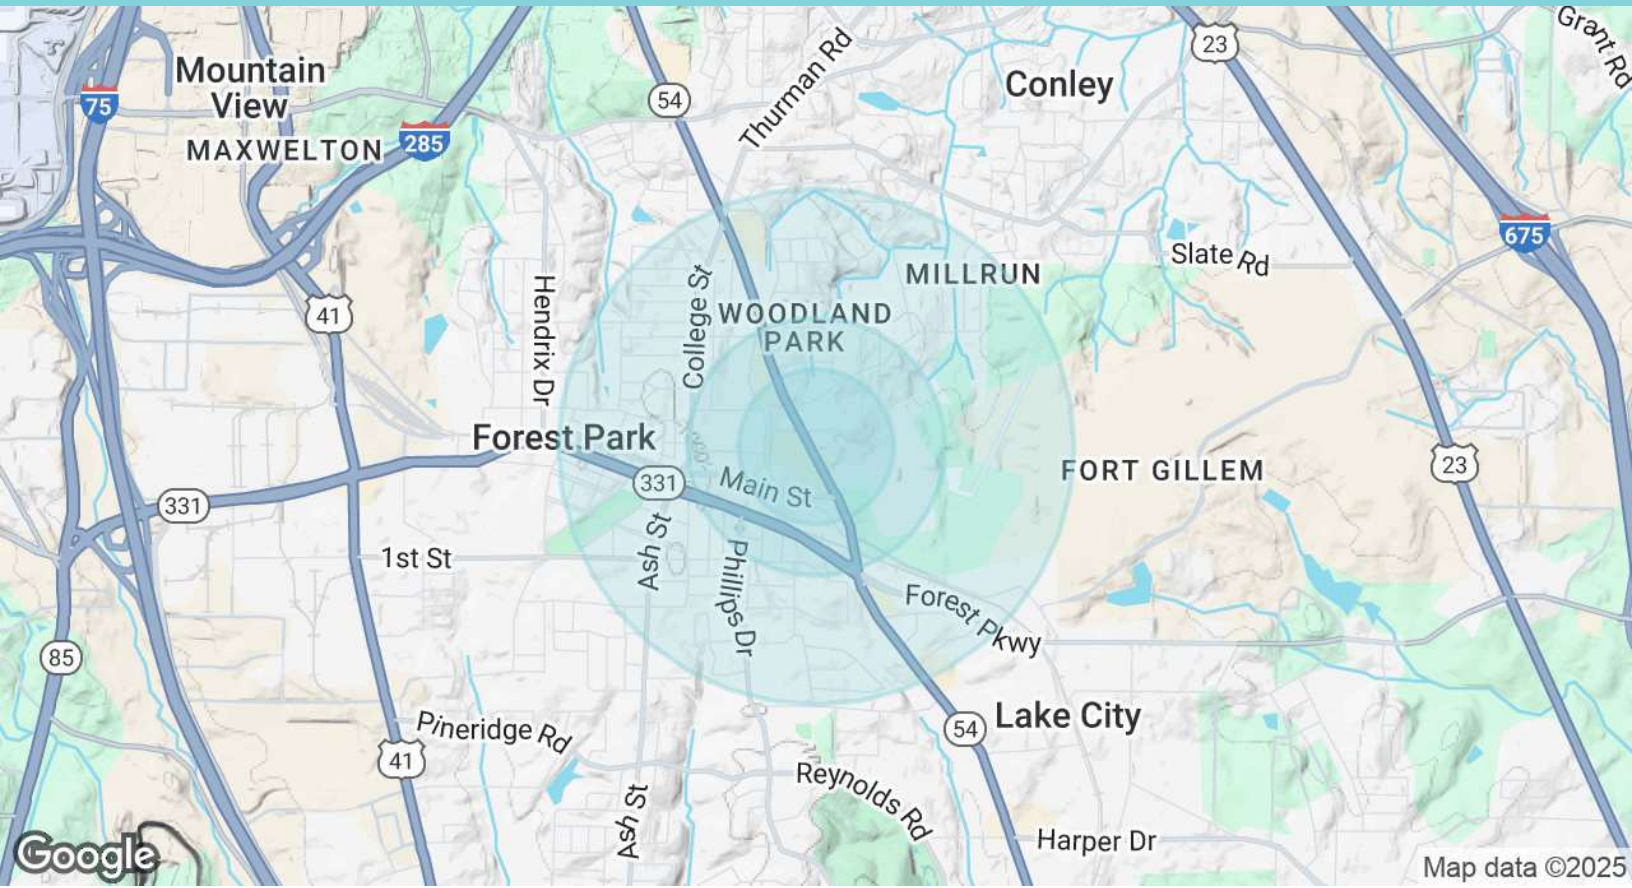 Grant Rd
23
Mountain
View
75
54
Thurman Rd
Conley
285
MAXWELTON
675
Slate Rd
MILLRUN
College St
Hendrix Dr
41
WOODLAND
PARK
Forest Park
331
Main St
FORT GILLEM
23
331
1st St
Ash St
Phillips Dr
Forest Pkwy
85
54
Lake City
Pineridge Rd
41
Reynolds Rd
Ash St
Harper Dr
Google
Map data ©2025